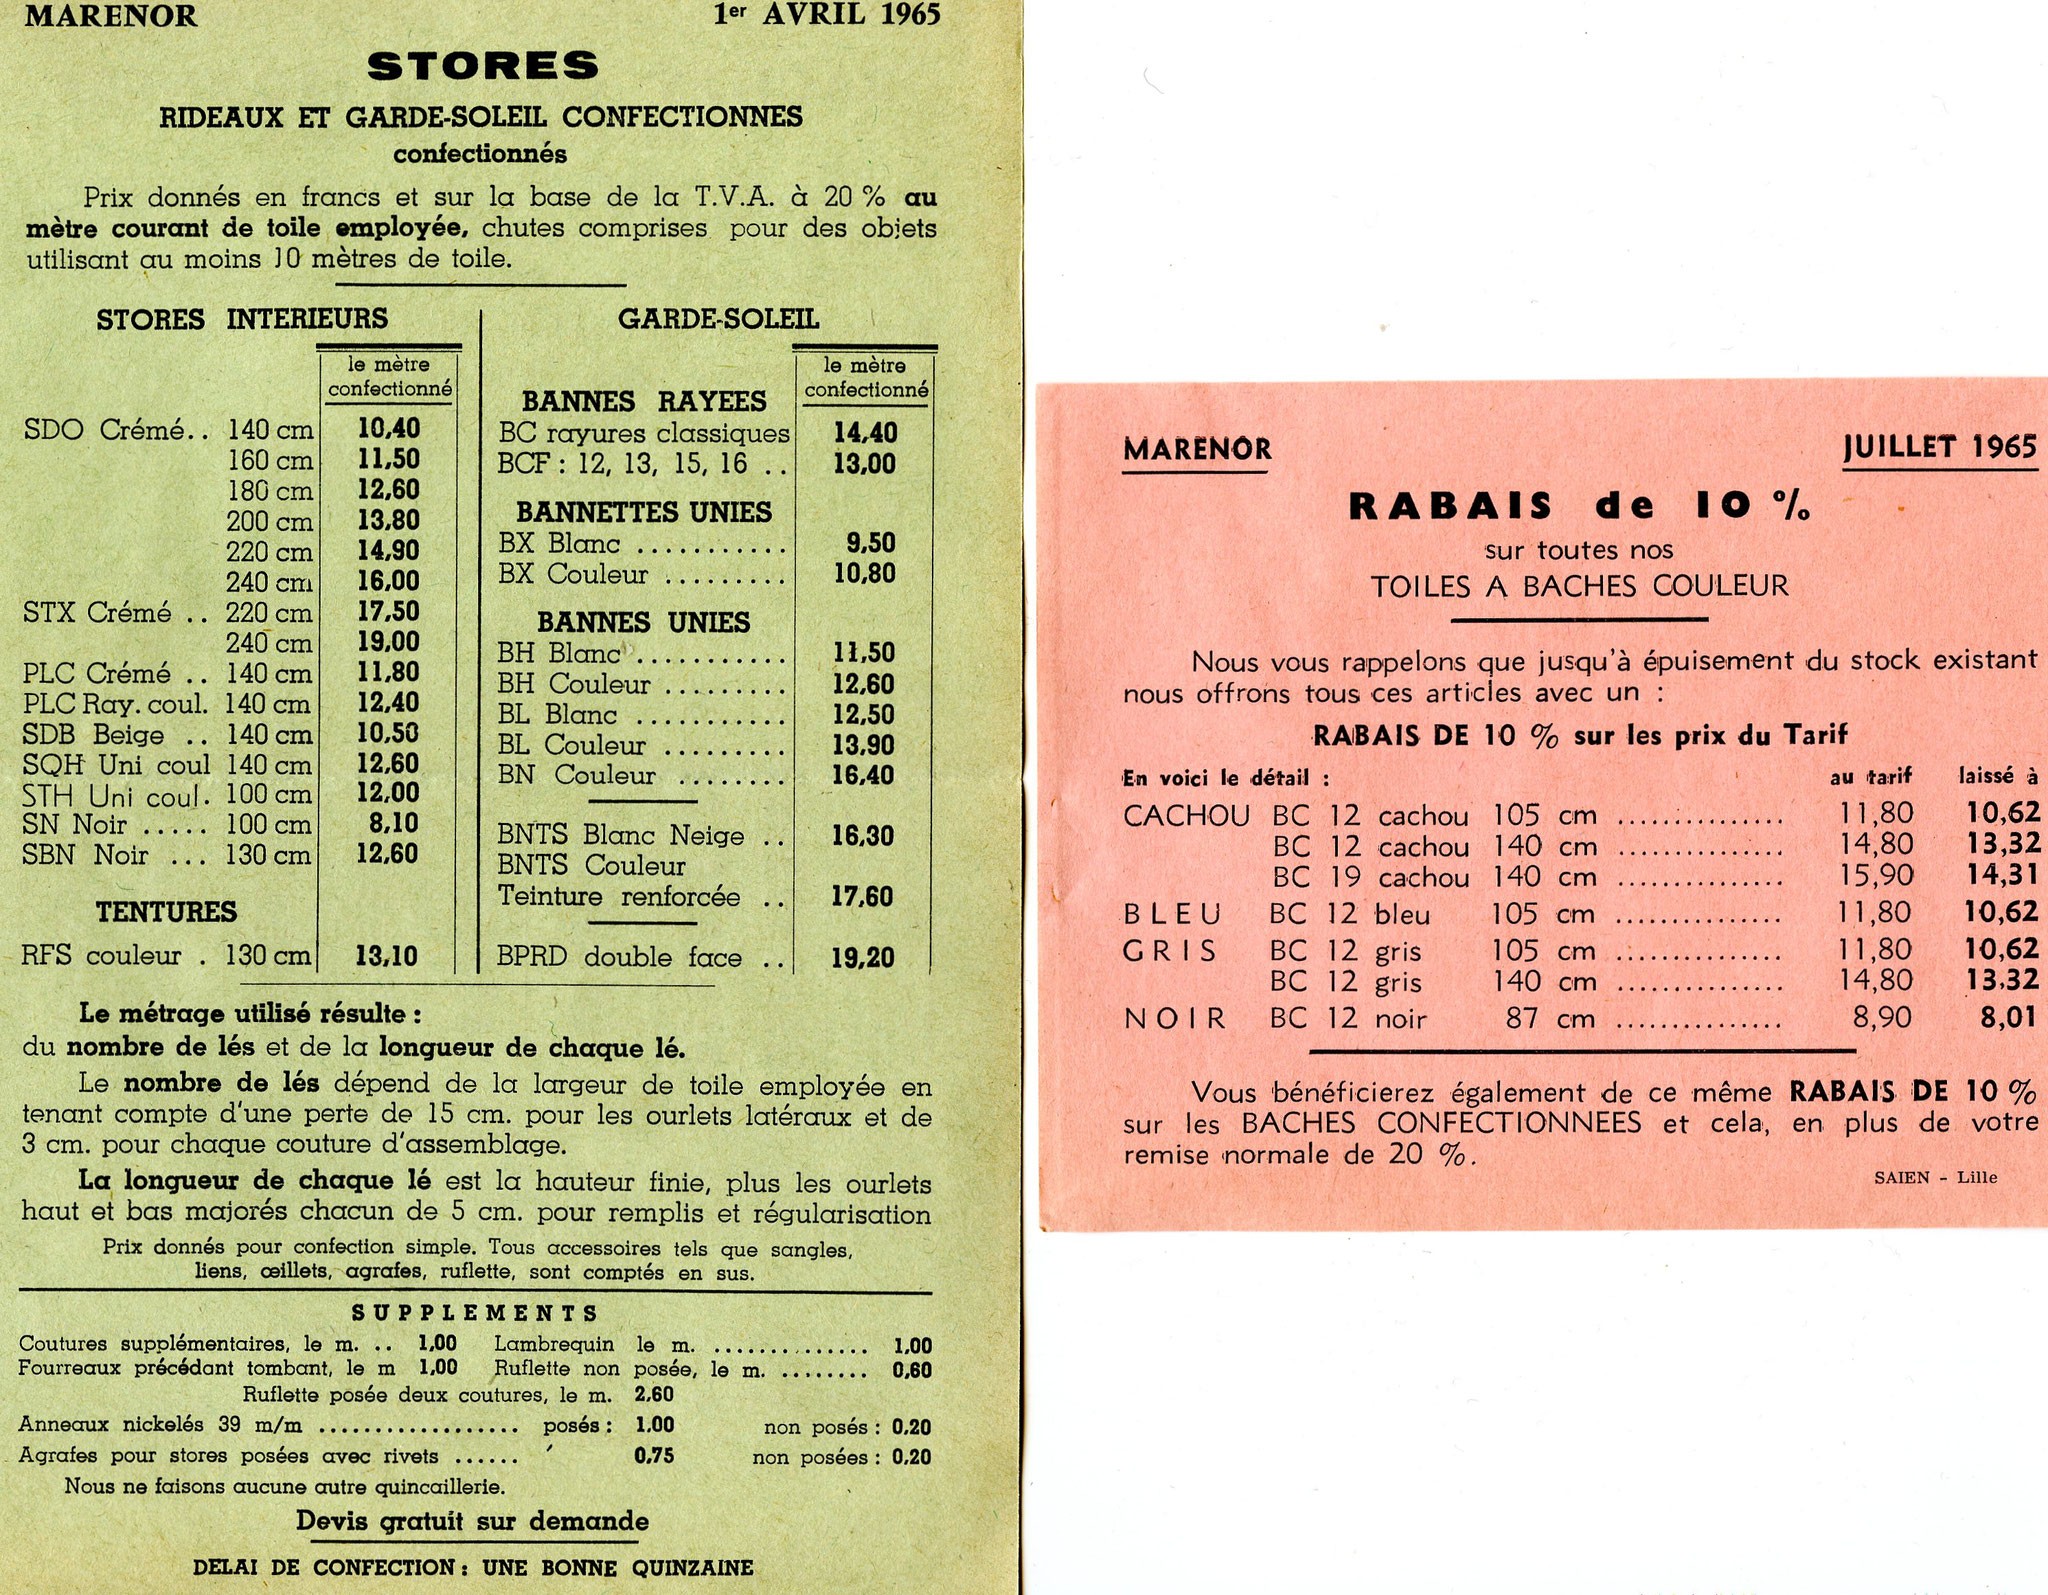 MARENOR 1er AVRIL 1965
STORES
RIDEAUX ET GARDE-SOLEIL CONFECTIONNES
confectionnés
Prix donnés en francs et sur la base de la T.V.A. à 20 % au
mètre courant de toile employée, chutes comprises pour des objets
utilisant au moins 10 mètres de toile.
STORES INTERIEURS
le mètre
confectionné
SDO Crémé.. 140 cm 10,40
160 cm 11,50
180 cm 12,60
200 cm 13,80
220 cm 14,90
240 cm 16,00
STX Crémé .. 220 cm 17,50
240 cm 19,00
PLC Crémé .. 140 cm 11,80
PLC Ray. coul. 140 cm 12,40
SDB Beige .. 140 cm 10,50
SQH Uni coul 140 cm 12,60
STH Uni coul. 100 cm 12,00
SN Noir ..... 100 cm 8,10
SBN Noir ... 130 cm 12,60
TENTURES
RFS couleur . 130 cm 13,10
GARDE-SOLEIL
le mètre
confectionné
BANNES RAYEES
BC rayures classiques 14,40
BCF : 12, 13, 15, 16 .. 13,00
BANNETTES UNIES
BX Blanc ........... 9,50
BX Couleur ......... 10,80
BANNES UNIES
BH Blanc ........... 11,50
BH Couleur ......... 12,60
BL Blanc ........... 12,50
BL Couleur ......... 13,90
BN Couleur ........ 16,40
BNTS Blanc Neige .. 16,30
BNTS Couleur
Teinture renforcée .. 17,60
BPRD double face .. 19,20
Le métrage utilisé résulte :
du nombre de lés et de la longueur de chaque lé.
Le nombre de lés dépend de la largeur de toile employée en
tenant compte d'une perte de 15 cm. pour les ourlets latéraux et de
3 cm. pour chaque couture d'assemblage.
La longueur de chaque lé est la hauteur finie, plus les ourlets
haut et bas majorés chacun de 5 cm. pour remplis et régularisation
Prix donnés pour confection simple. Tous accessoires tels que sangles,
liens, œillets, agrafes, ruflette, sont comptés en sus.
SUPPLEMENTS
Coutures supplémentaires, le m. .. 1,00 Lambrequin le m. .............. 1,00
Fourreaux précédant tombant, le m 1,00 Ruflette non posée, le m. ........ 0,60
Ruflette posée deux coutures, le m. 2,60
Anneaux nickelés 39 m/m .................. posés : 1,00 non posés : 0,20
Agrafes pour stores posées avec rivets ...... 0,75 non posées : 0,20
Nous ne faisons aucune autre quincaillerie.
Devis gratuit sur demande
DELAI DE CONFECTION : UNE BONNE QUINZAINE
MARENOR JUILLET 1965
RABAIS de 10 %
sur toutes nos
TOILES A BACHES COULEUR
Nous vous rappelons que jusqu'à épuisement du stock existant
nous offrons tous ces articles avec un :
RABAIS DE 10 % sur les prix du Tarif
En voici le détail : au tarif laissé à
CACHOU BC 12 cachou 105 cm ............... 11,80 10,62
BC 12 cachou 140 cm ............... 14,80 13,32
BC 19 cachou 140 cm ............... 15,90 14,31
BLEU BC 12 bleu 105 cm ............... 11,80 10,62
GRIS BC 12 gris 105 cm ............... 11,80 10,62
BC 12 gris 140 cm ............... 14,80 13.32
NOIR BC 12 noir 87 cm ............... 8,90 8,01
Vous bénéficierez également de ce même RABAIS DE 10 %
sur les BACHES CONFECTIONNEES et cela, en plus de votre
remise normale de 20 %.
SAIEN - Lille